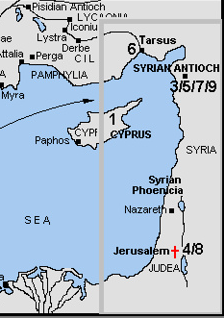 Pisidian Antioch
LYCAONIA
Iconiu
Lystra
Derbe
Attalia
Perga
CIL
Tarsus
6
SYRIAN ANTIOCH
3/5/7/9
PAMPHYLIA
Myra
1
CYPRUS
Paphos
SYRIA
Syrian
Phoenicia
Nazareth
SEA
Jerusalem
4/8
JUDEA